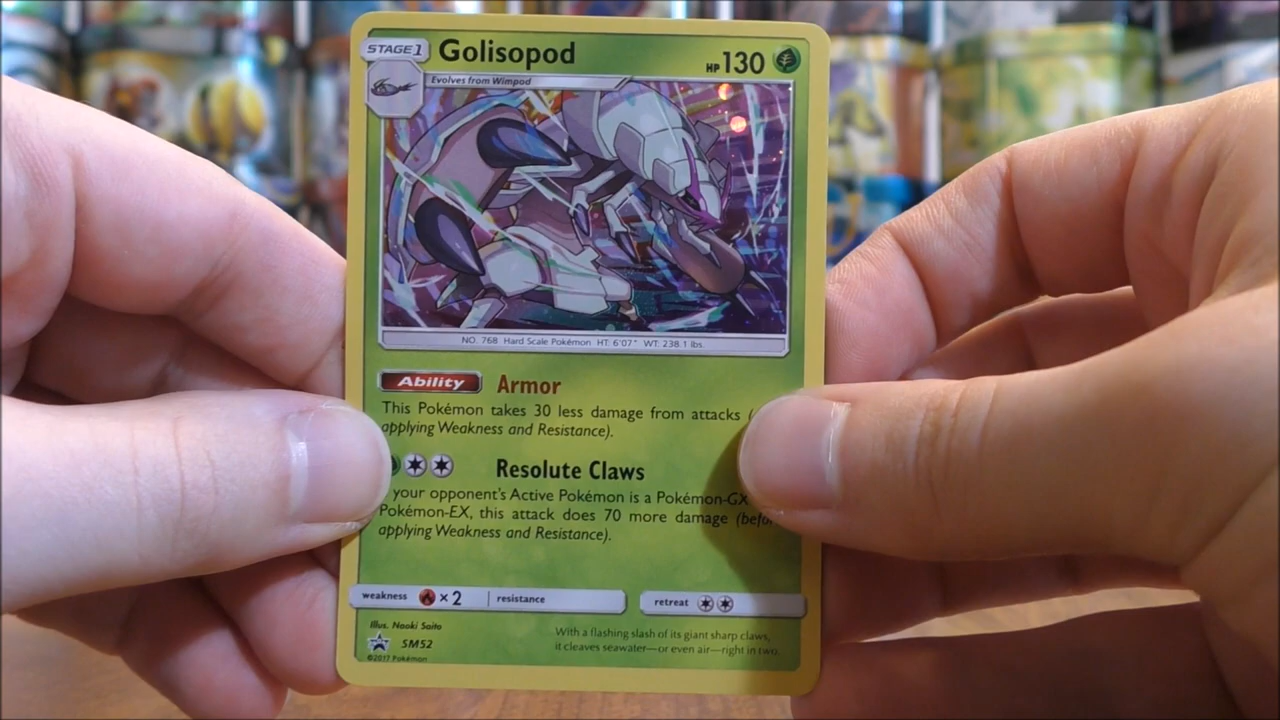 STAGE 1 Golisopod HP 130
Evolves from Wimpod
NO. 768 Hard Scale Pokémon HT: 6'07" WT: 238.1 lbs.
Ability Armor
This Pokémon takes 30 less damage from attacks (
applying Weakness and Resistance).
Resolute Claws
your opponent's Active Pokémon is a Pokémon-GX
Pokémon-EX, this attack does 70 more damage (befo
applying Weakness and Resistance).
weakness ×2 resistance retreat
Illus. Naoki Saito
SM52
©2017 Pokémon
With a flashing slash of its giant sharp claws,
it cleaves seawater—or even air—right in two.